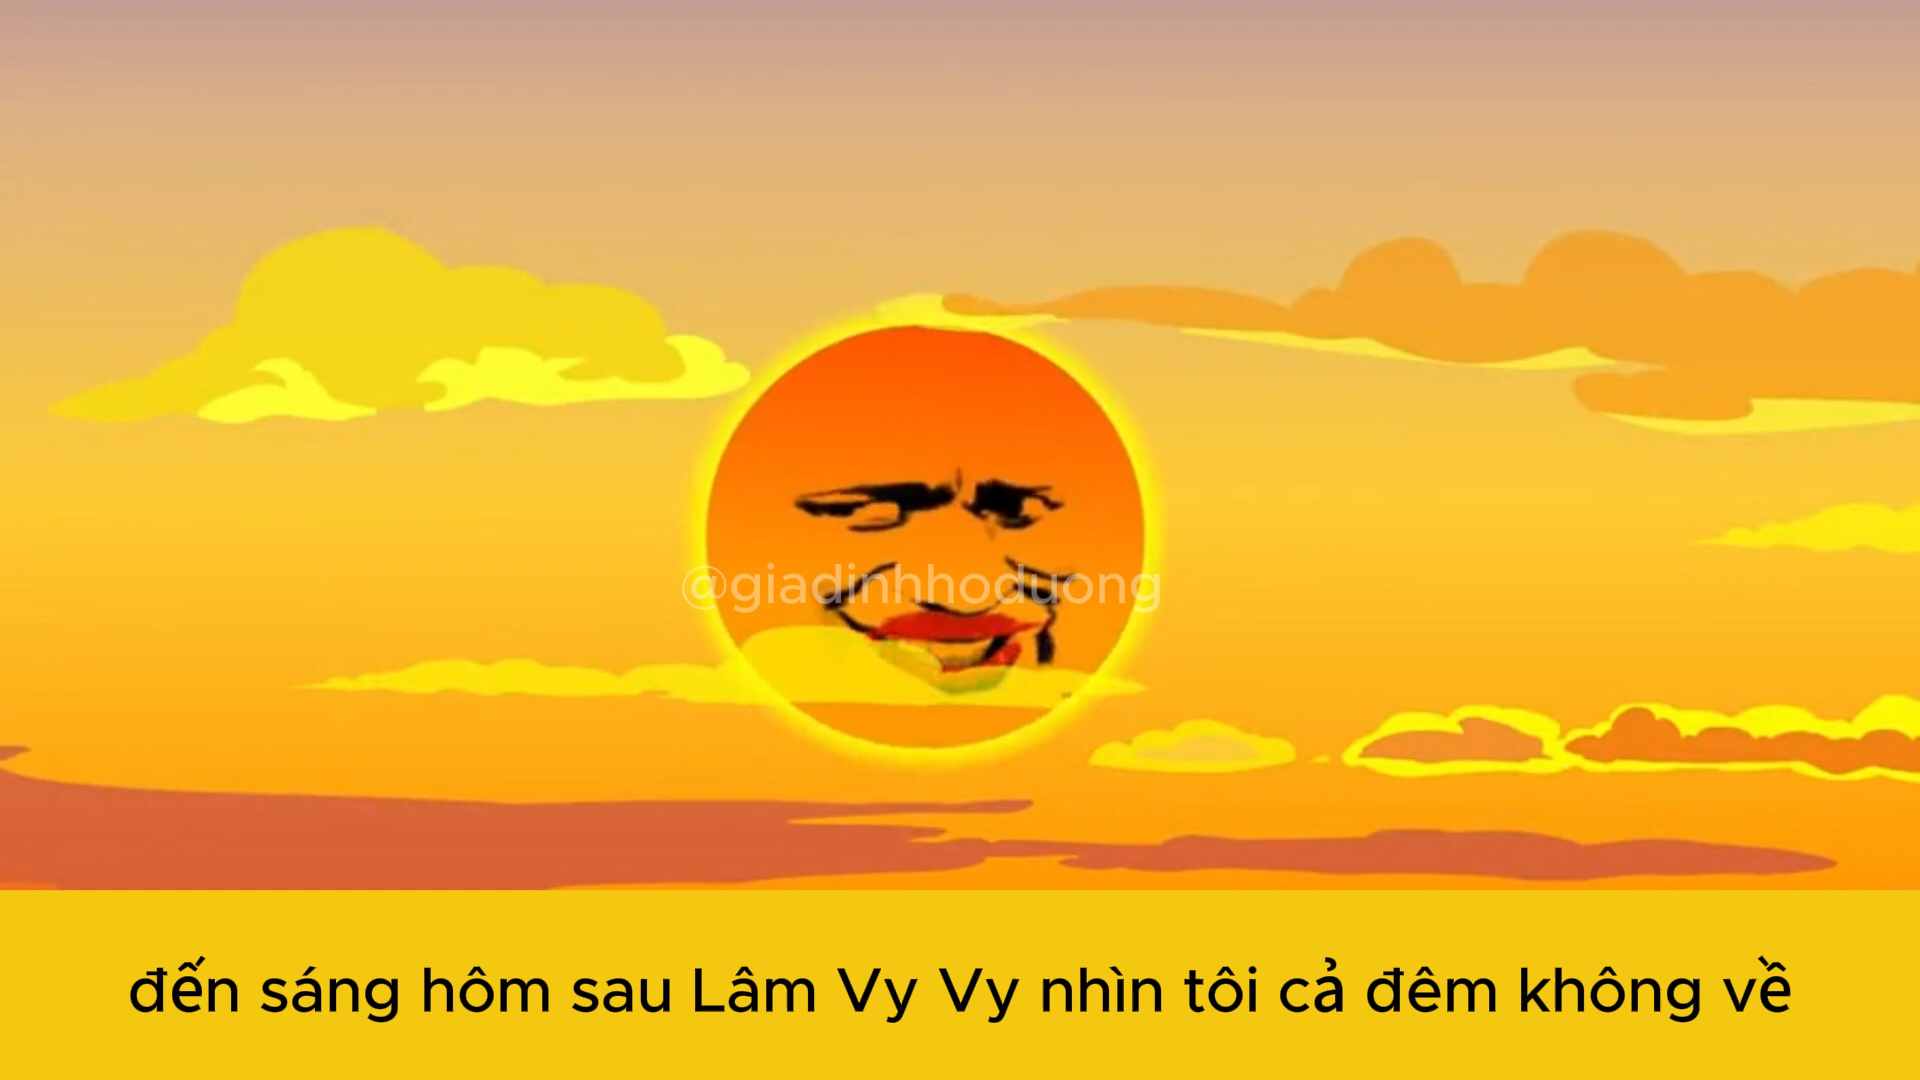 @giadinhhoduong
đến sáng hôm sau Lâm Vy Vy nhìn tôi cả đêm không về